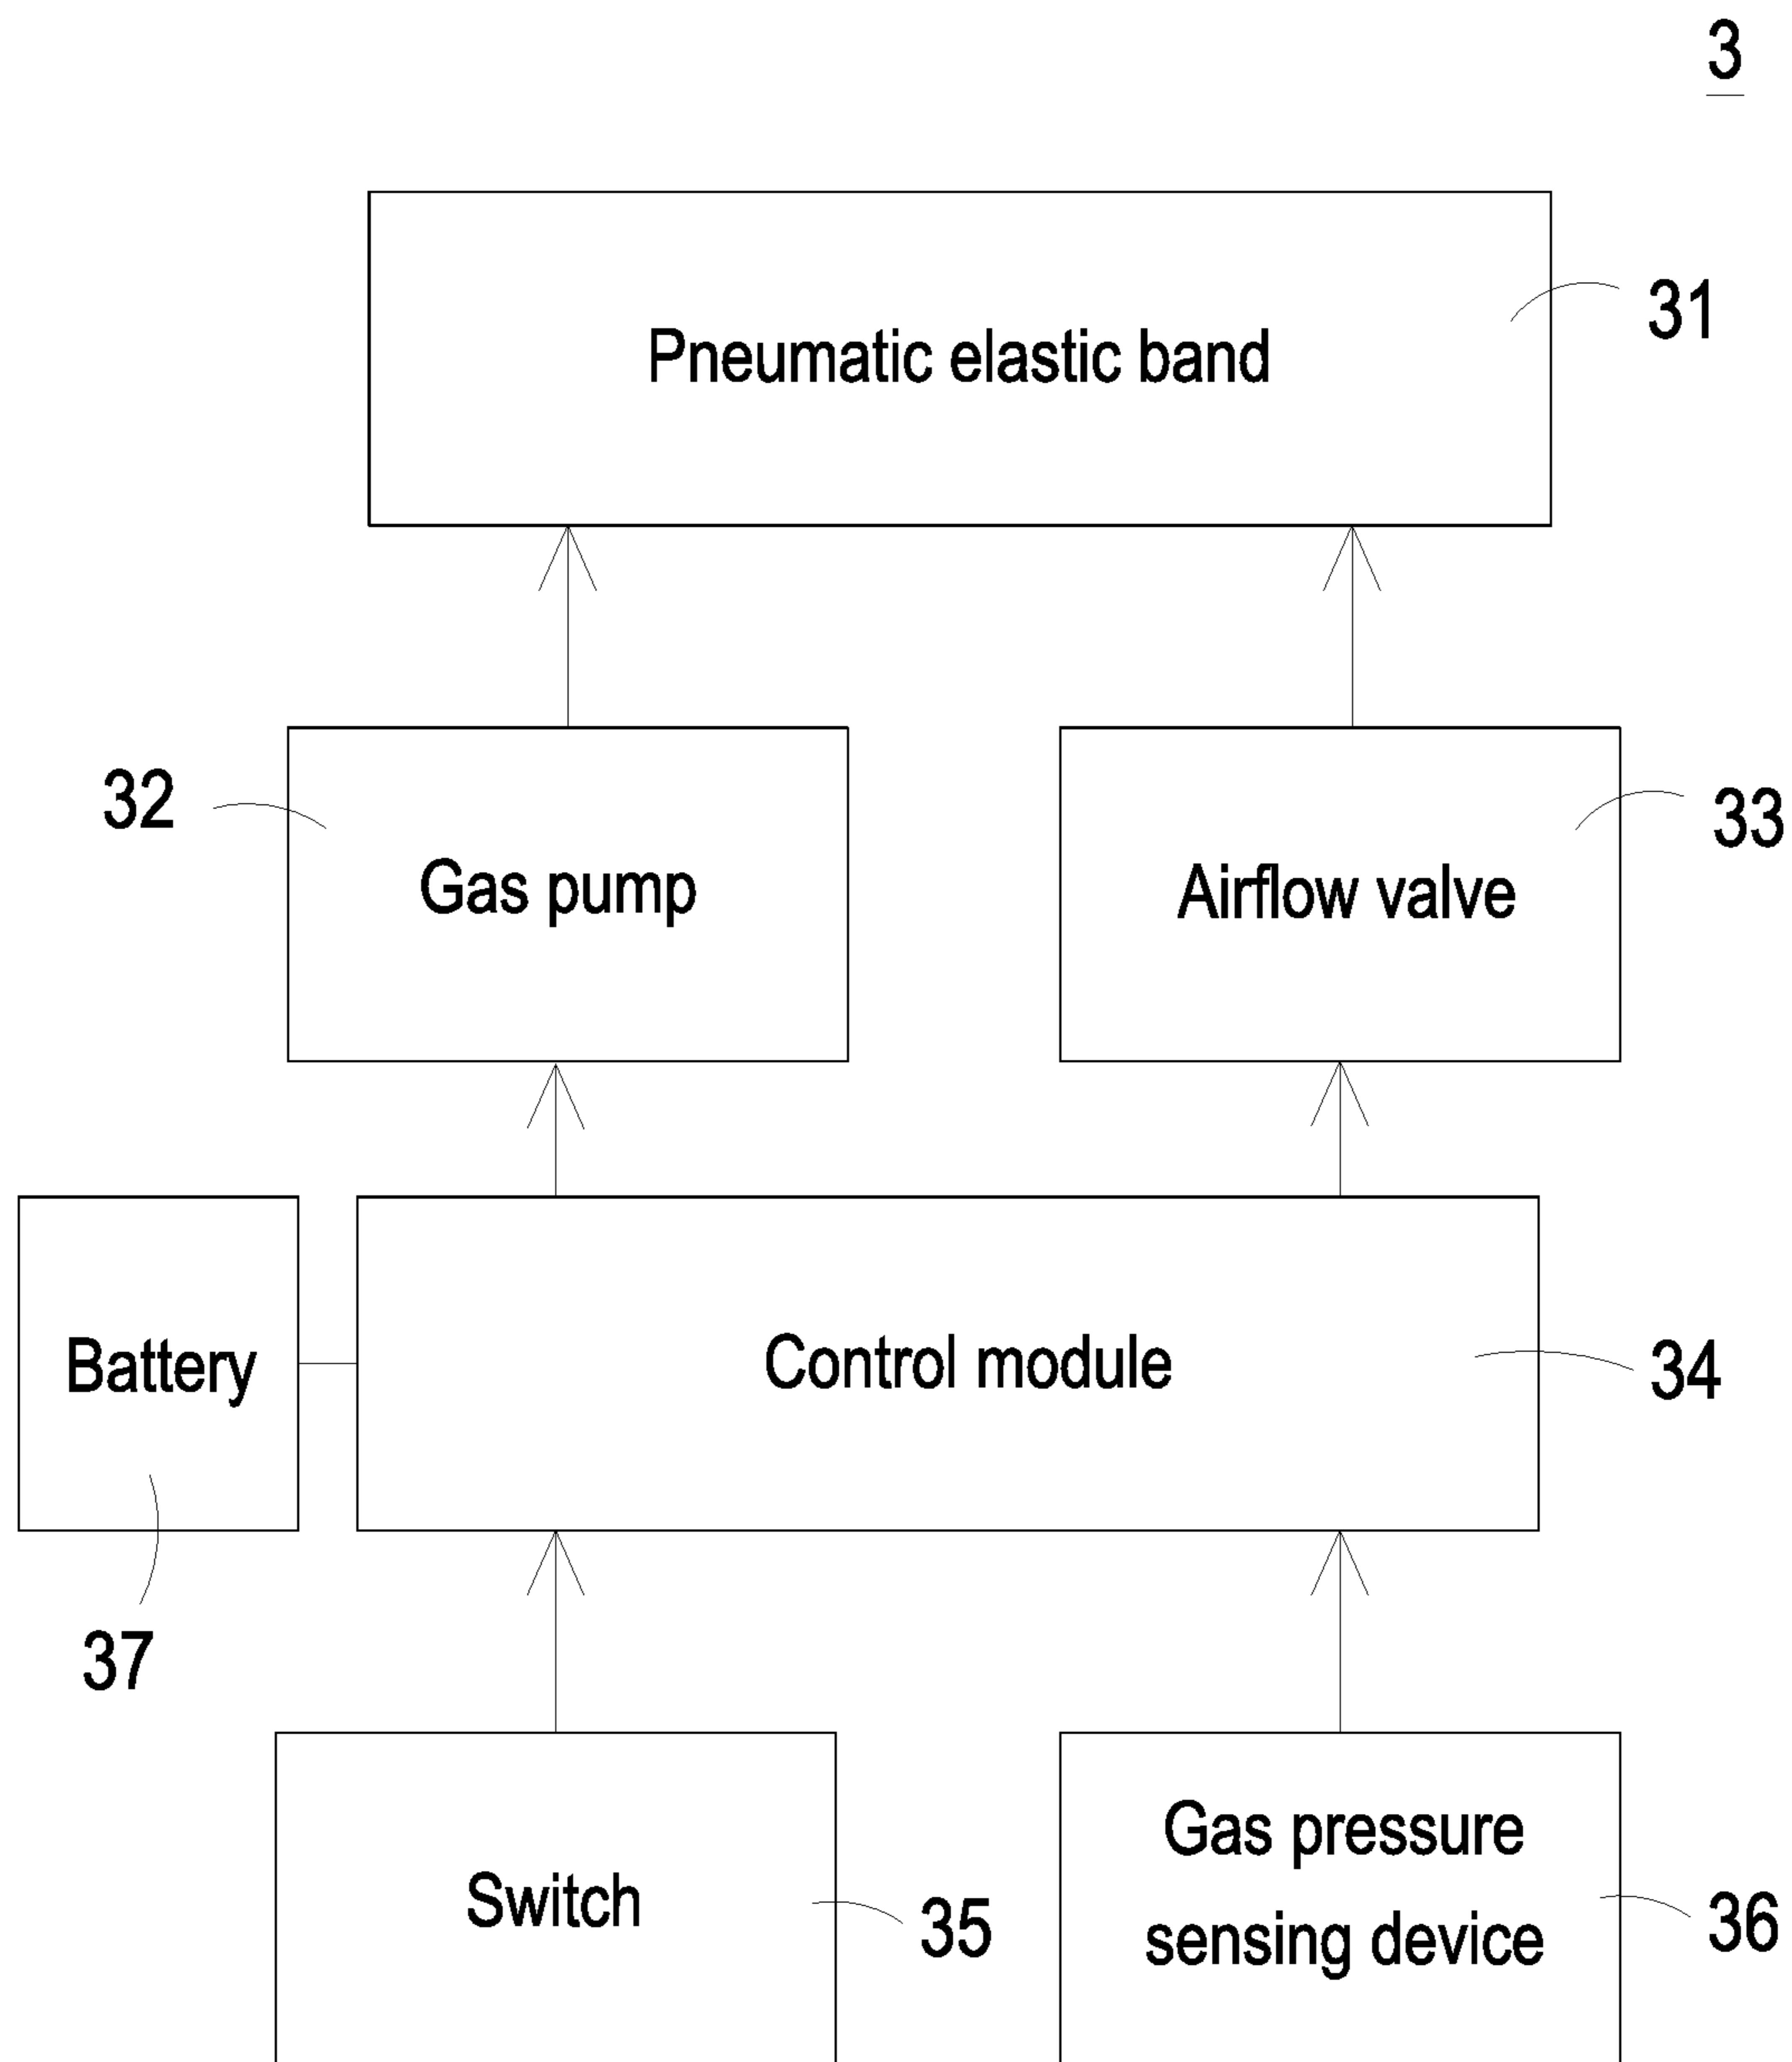 3
Pneumatic elastic band
31
32
Gas pump
Airflow valve
33
Battery
Control module
34
37
Switch
35
Gas pressure
sensing device
36